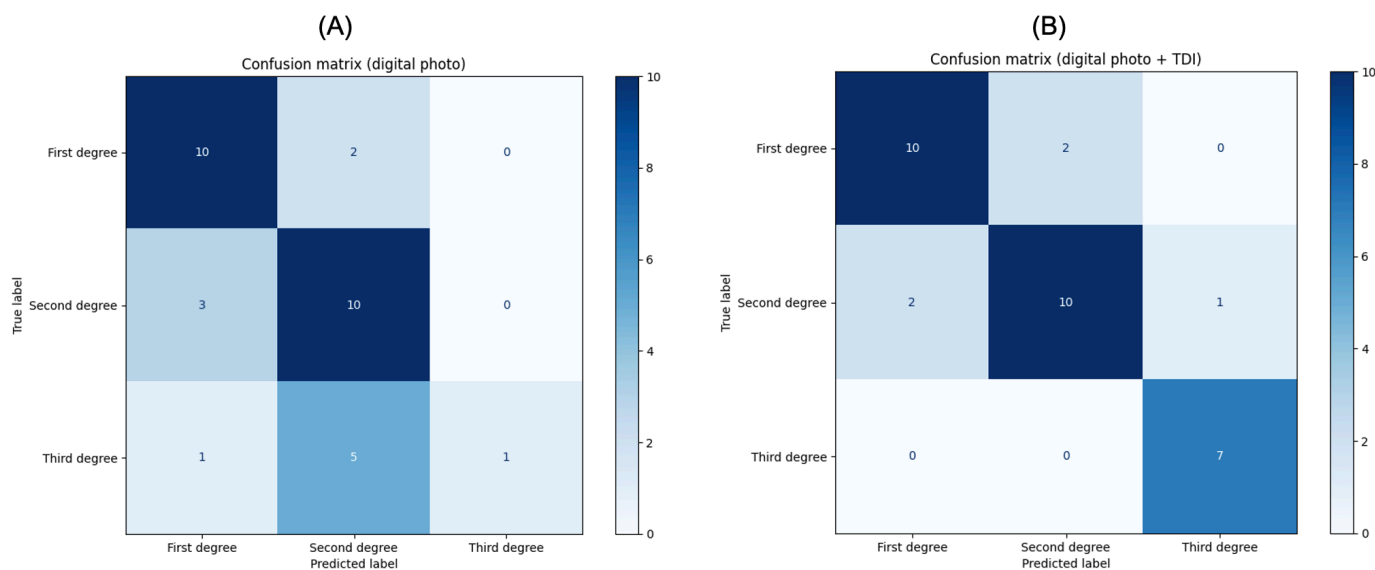 (A)
Confusion matrix (digital photo)
10
8
6
4
2
0
True label
First degree
10 2 0
Second degree
3 10 0
Third degree
1 5 1
First degree Second degree Third degree
Predicted label
(B)
Confusion matrix (digital photo + TDI)
10
8
6
4
2
0
True label
First degree
10 2 0
Second degree
2 10 1
Third degree
0 0 7
First degree Second degree Third degree
Predicted label